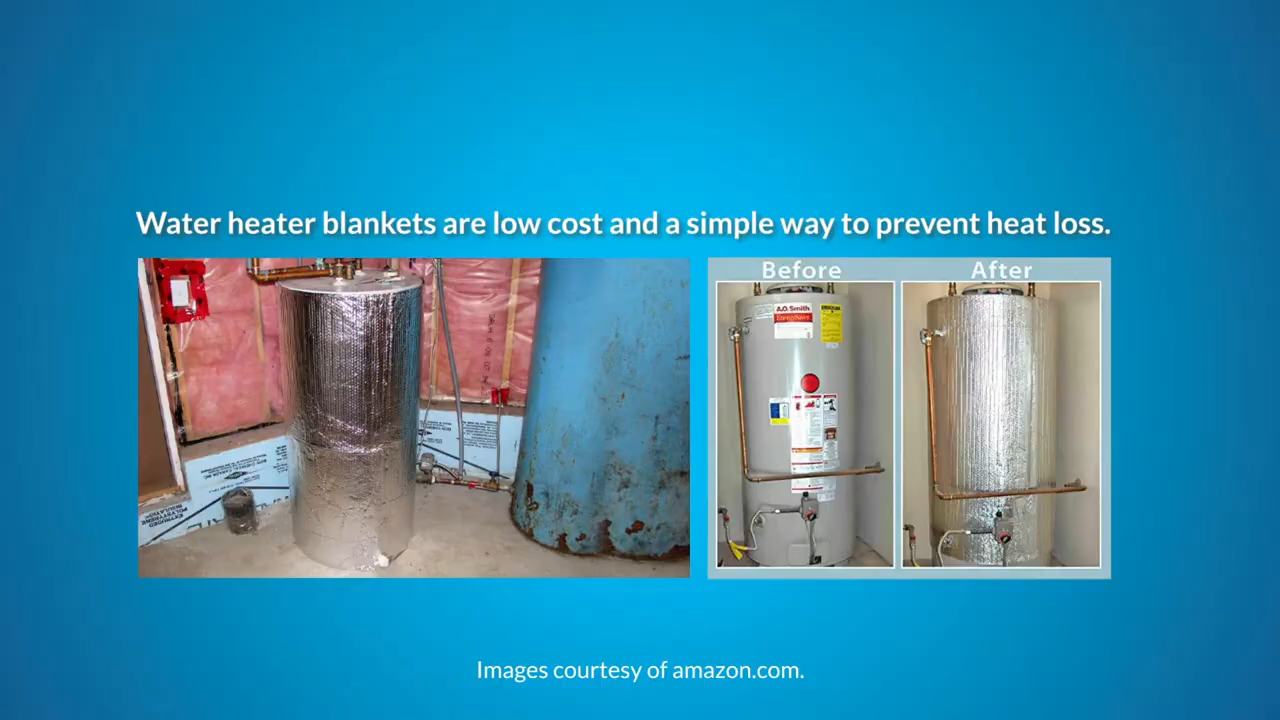 Water heater blankets are low cost and a simple way to prevent heat loss.
Before
After
A.O. Smith
Images courtesy of amazon.com.